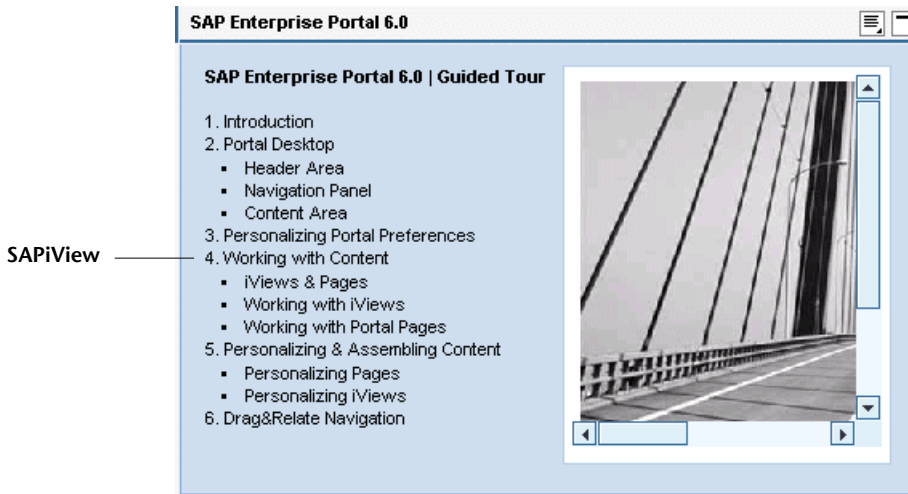 SAP Enterprise Portal 6.0
SAP Enterprise Portal 6.0 | Guided Tour
1. Introduction
2. Portal Desktop
▪ Header Area
▪ Navigation Panel
▪ Content Area
3. Personalizing Portal Preferences
SAPiView
4. Working with Content
▪ iViews & Pages
▪ Working with iViews
▪ Working with Portal Pages
5. Personalizing & Assembling Content
▪ Personalizing Pages
▪ Personalizing iViews
6. Drag&Relate Navigation